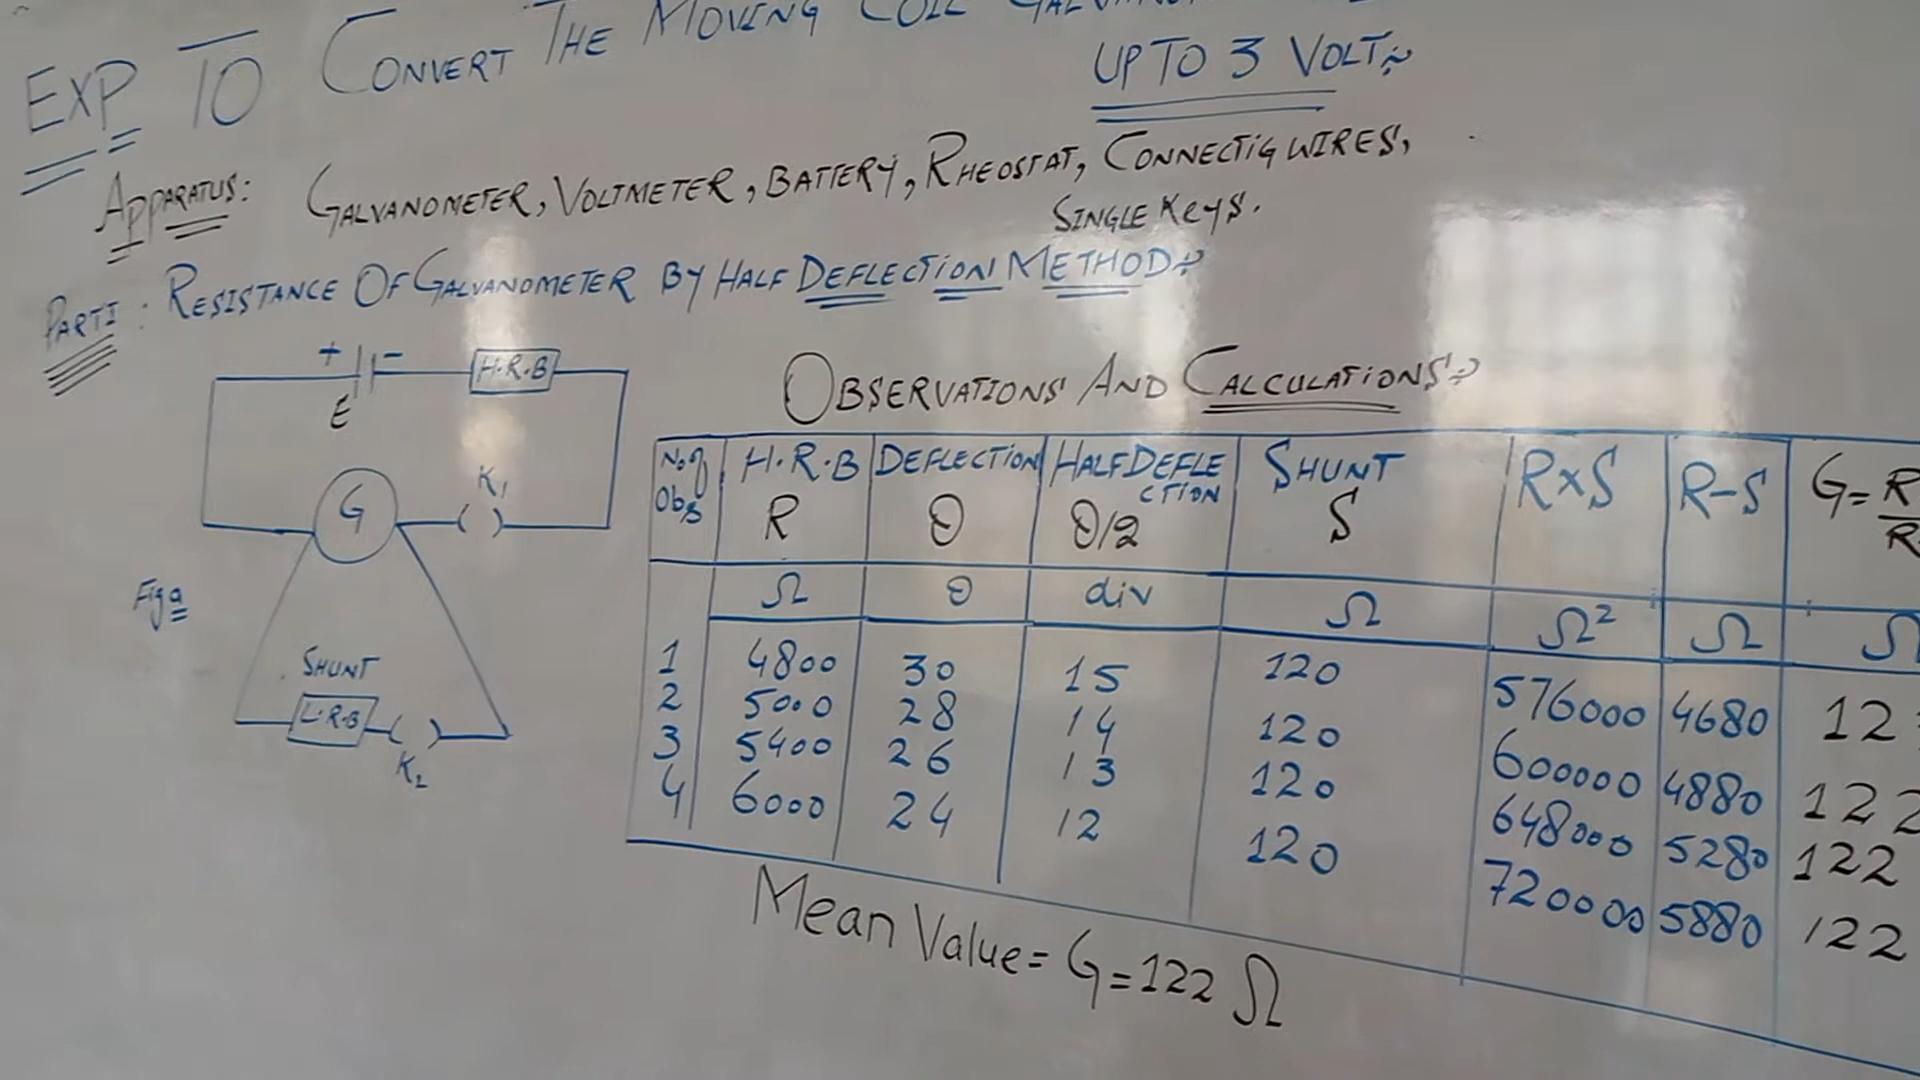 EXP TO CONVERT THE MOVING COIL
UP TO 3 VOLT:
APPARATUS: GALVANOMETER, VOLTMETER, BATTERY, RHEOSTAT, CONNECTIG WIRES,
SINGLE KEYS.
PART I: RESISTANCE OF GALVANOMETER BY HALF DEFLECTION METHOD:
+ -
H.R.B
E
G
K1
Fig a
SHUNT
L.R.B
K2
OBSERVATIONS AND CALCULATIONS:
No of Obs H.R.B R DEFLECTION θ HALF DEFLECTION θ/2 SHUNT S R×S R-S G=R
R
Ω θ div Ω Ω² Ω Ω
1 4800 30 15 120 576000 4680 12
2 5000 28 14 120 600000 4880 122
3 5400 26 13 120 648000 5280 122
4 6000 24 12 120 720000 5880 122
Mean Value = G = 122 Ω